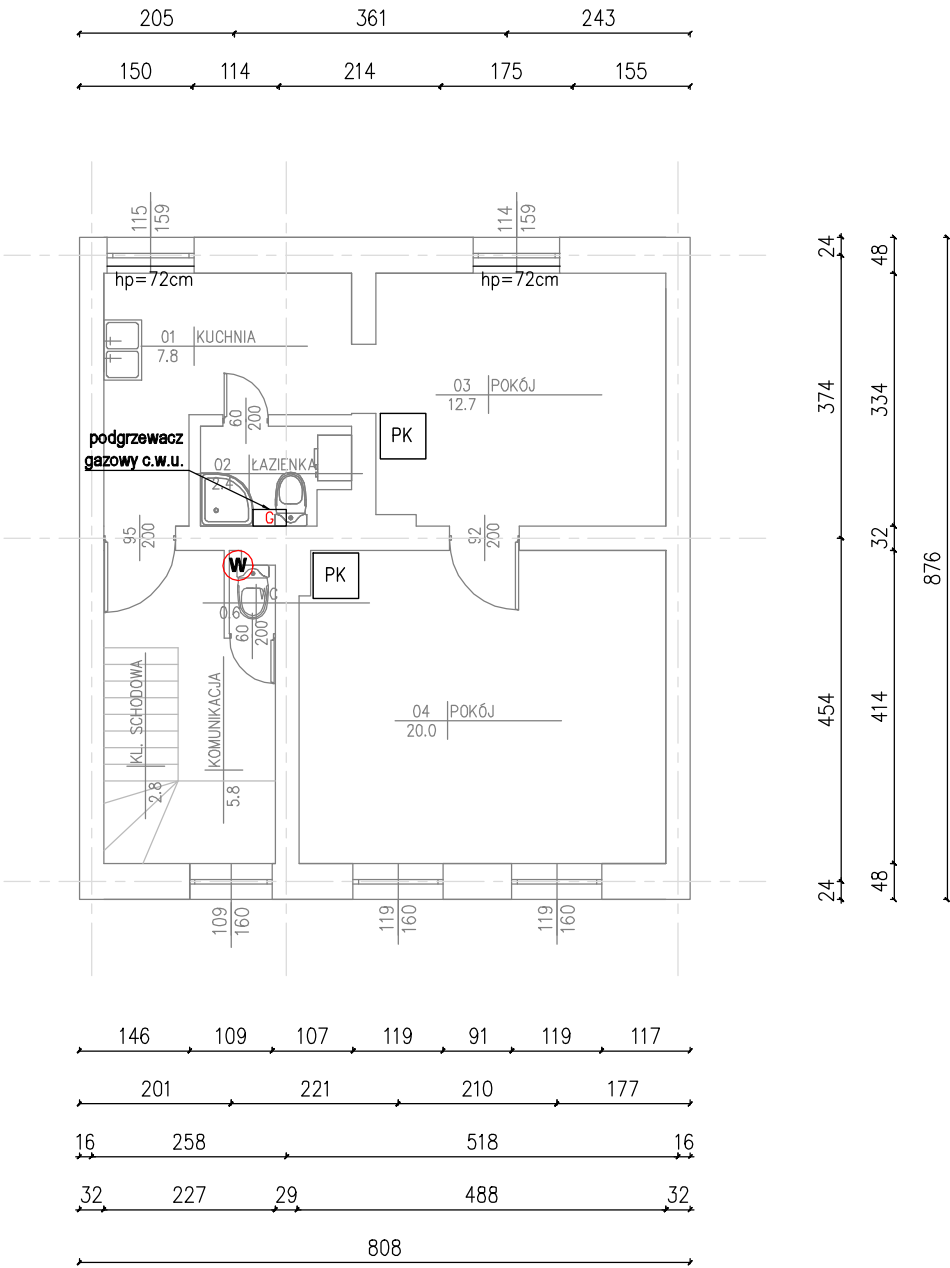 205 361 243
150 114 214 175 155
115 159
114 159
hp=72cm
hp=72cm
24
48
01 KUCHNIA
7.8
03 POKÓJ
12.7
374
334
60 200
PK
podgrzewacz
gazowy c.w.u.
02 ŁAZIENKA
2.4
G
95 200
92 200
32
876
W
PK
WC
0.6
60 200
KL. SCHODOWA
2.8
KOMUNIKACJA
5.8
04 POKÓJ
20.0
454
414
24
48
109 160
119 160
119 160
146 109 107 119 91 119 117
201 221 210 177
16 258 518 16
32 227 29 488 32
808